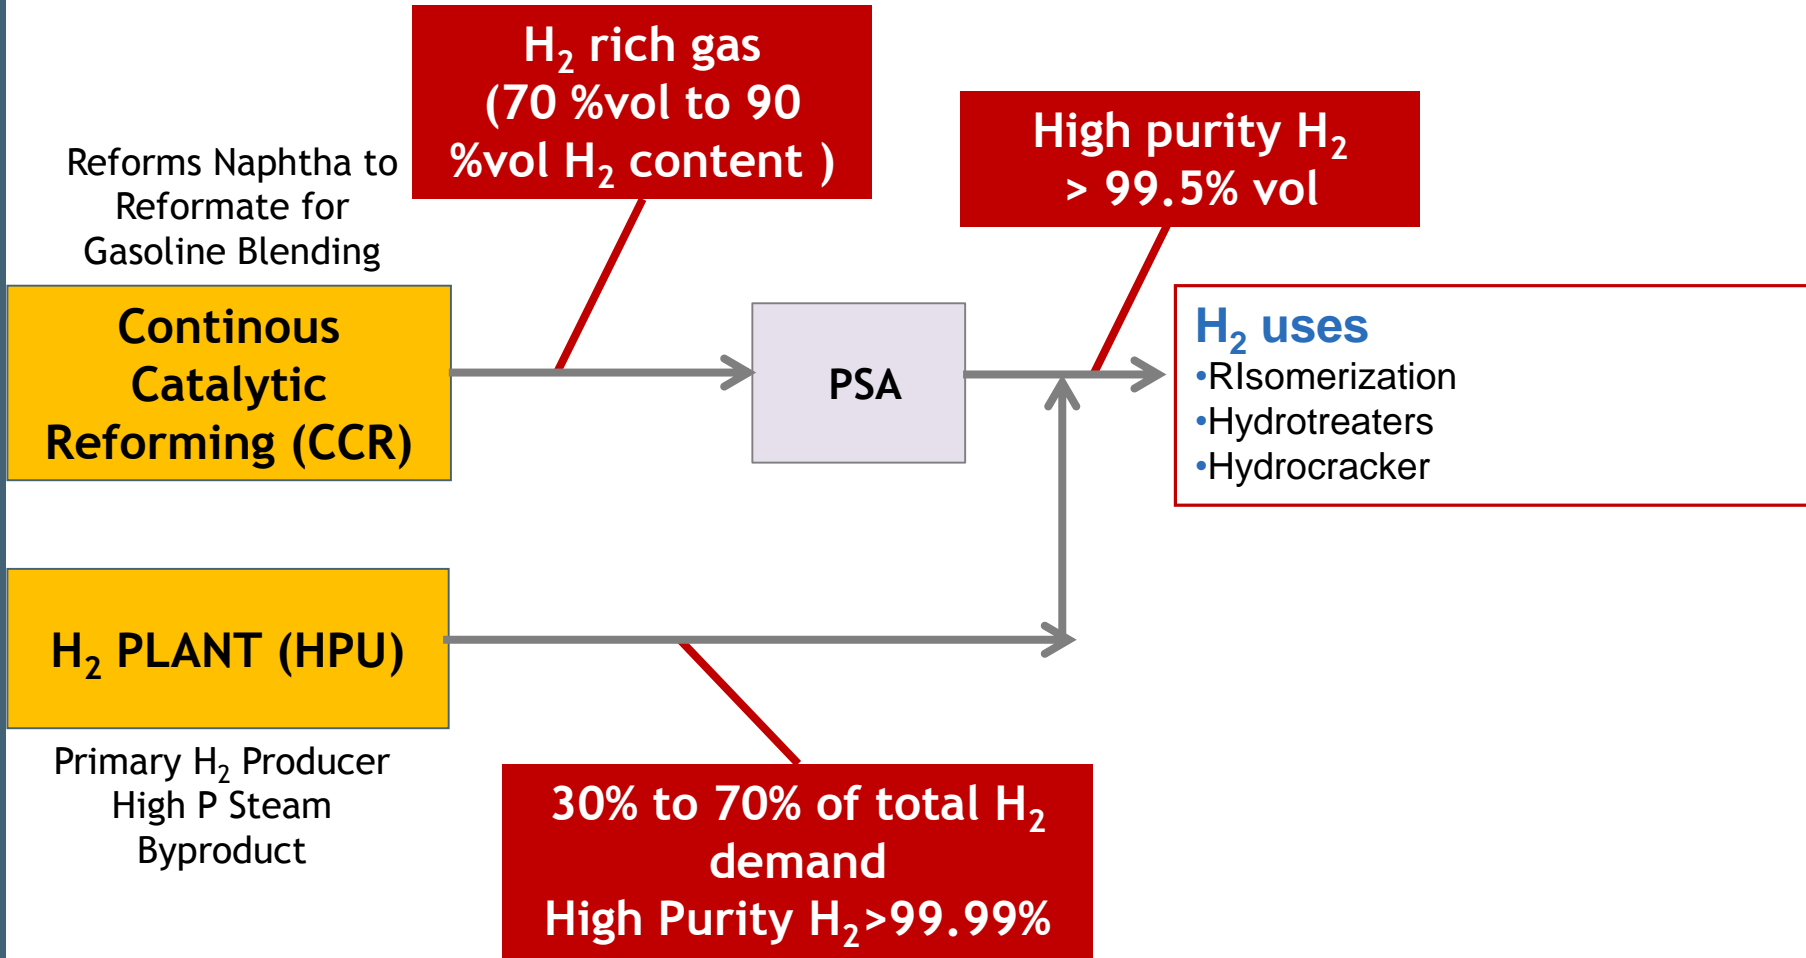 H₂ rich gas
(70 %vol to 90
%vol H₂ content )
High purity H₂
> 99.5% vol
Reforms Naphtha to
Reformate for
Gasoline Blending
Continous
Catalytic
Reforming (CCR)
PSA
H₂ uses
•RIsomerization
•Hydrotreaters
•Hydrocracker
H₂ PLANT (HPU)
Primary H₂ Producer
High P Steam
Byproduct
30% to 70% of total H₂
demand
High Purity H₂>99.99%